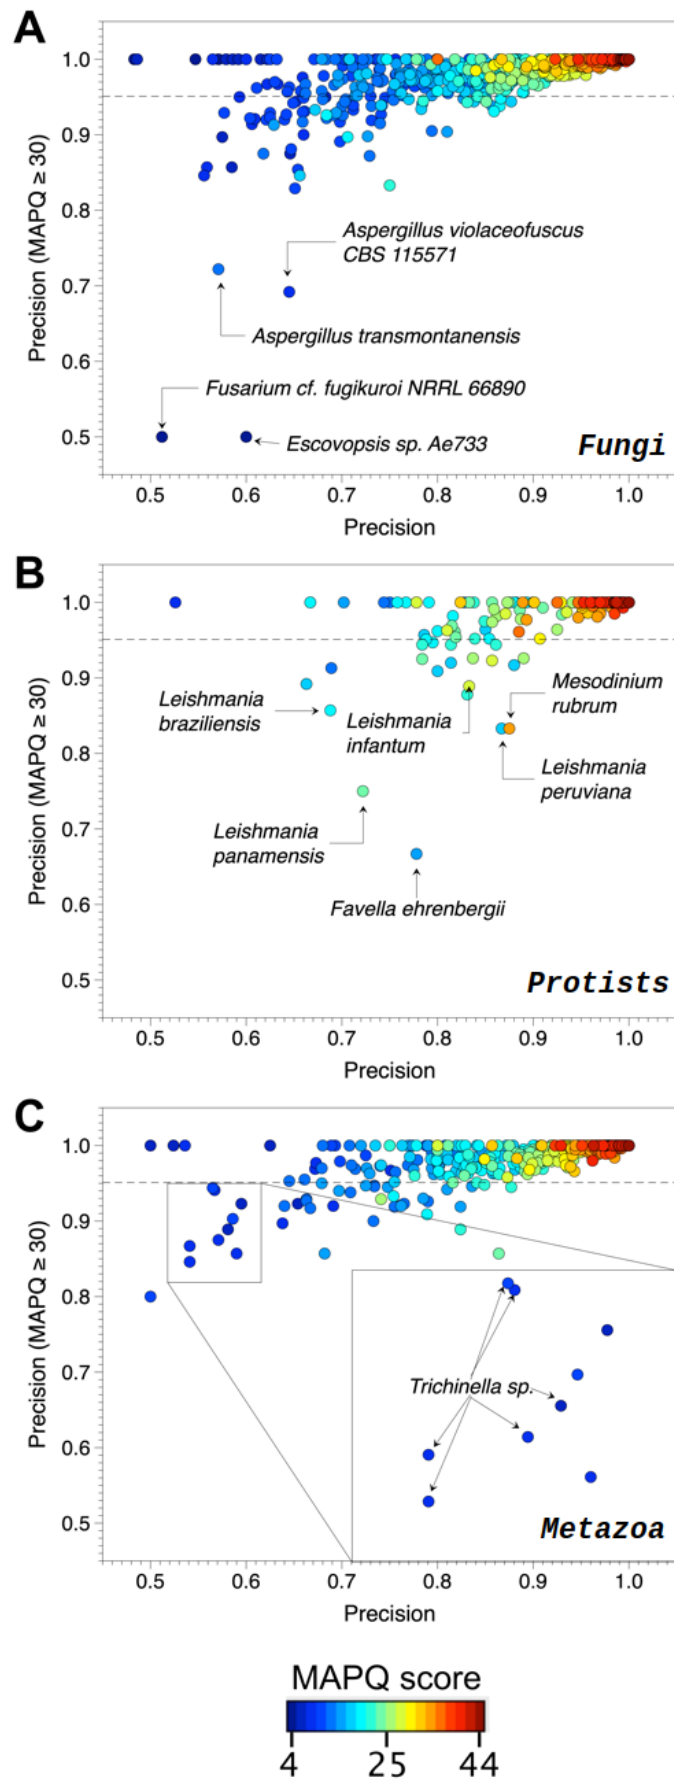 A
1.0
0.9
0.8
0.7
0.6
0.5
Precision (MAPQ ≥ 30)
Aspergillus violaceofuscus
CBS 115571
Aspergillus transmontanensis
Fusarium cf. fugikuroi NRRL 66890
Escovopsis sp. Ae733
Fungi
0.5 0.6 0.7 0.8 0.9 1.0
Precision
B
1.0
0.9
0.8
0.7
0.6
0.5
Precision (MAPQ ≥ 30)
Leishmania
braziliensis
Leishmania
infantum
Mesodinium
rubrum
Leishmania
peruviana
Leishmania
panamensis
Favella ehrenbergii
Protists
0.5 0.6 0.7 0.8 0.9 1.0
Precision
C
1.0
0.9
0.8
0.7
0.6
0.5
Precision (MAPQ ≥ 30)
Trichinella sp.
Metazoa
0.5 0.6 0.7 0.8 0.9 1.0
Precision
MAPQ score
4 25 44